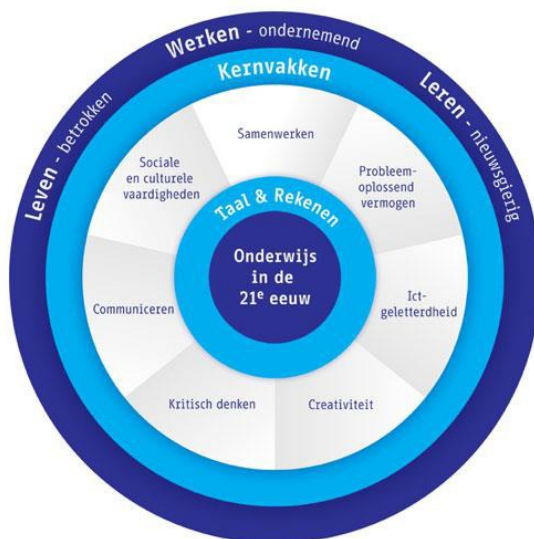 Werken - ondernemend
Kernvakken
Leven - betrokken
Leren - nieuwsgierig
Samenwerken
Sociale
en culturele
vaardigheden
Probleem-
oplossend
vermogen
Taal & Rekenen
Onderwijs
in de
21e eeuw
Communiceren
Ict-
geletterdheid
Kritisch denken
Creativiteit